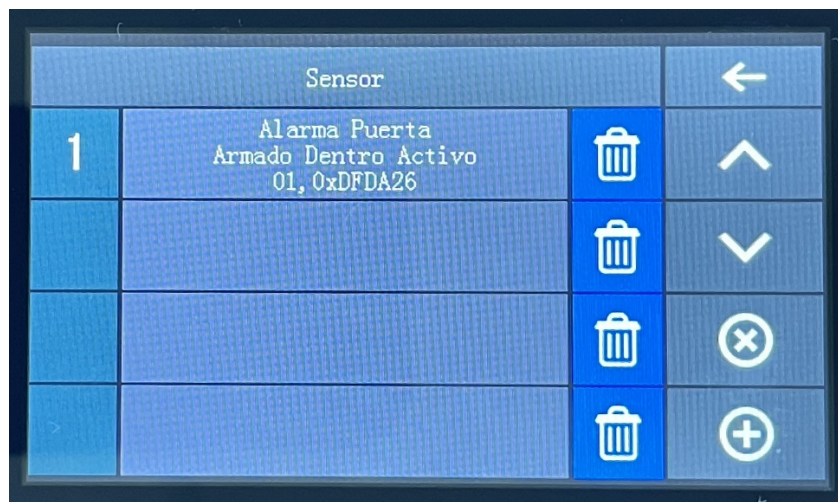 Sensor
1
Alarma Puerta
Armado Dentro Activo
01, 0xDFDA26